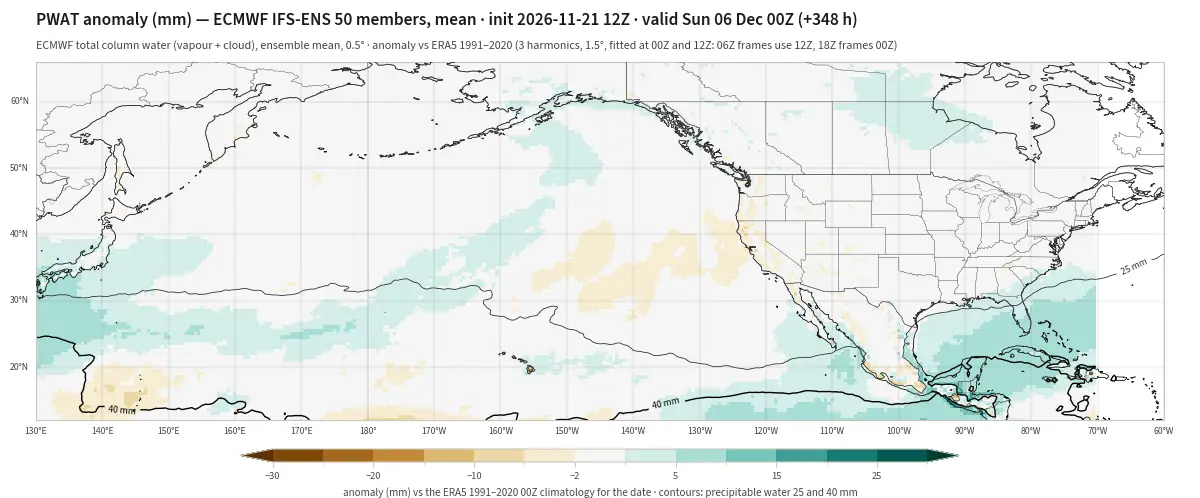 PWAT anomaly (mm) — ECMWF IFS-ENS 50 members, mean · init 2026-11-21 12Z · valid Sun 06 Dec 00Z (+348 h)
ECMWF total column water (vapour + cloud), ensemble mean, 0.5° · anomaly vs ERA5 1991–2020 (3 harmonics, 1.5°, fitted at 00Z and 12Z: 06Z frames use 12Z, 18Z frames 00Z)
60°N
50°N
40°N
25 mm
30°N
20°N
40 mm
40 mm
130°E 140°E 150°E 160°E 170°E 180° 170°W 160°W 150°W 140°W 130°W 120°W 110°W 100°W 90°W 80°W 70°W 60°W
−30 −20 −10 −2 5 15 25
anomaly (mm) vs the ERA5 1991–2020 00Z climatology for the date · contours: precipitable water 25 and 40 mm